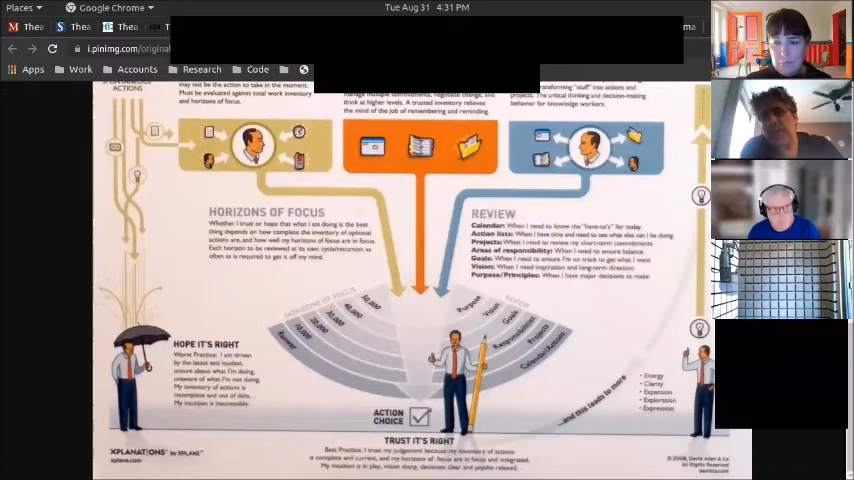 Places
Google Chrome
Tue Aug 31 4:31 PM
Thea
Thea
Thea
Thea
i.pinimg.com/original
Apps
Work
Accounts
Research
Code
ACTIONS
may not be the action to take in the moment.
Must be evaluated against total work inventory
and horizons of focus.
manage multiple commitments, negotiate change, and
think at higher levels. A trusted inventory relieves
the mind of the job of remembering and reminding.
transforming "stuff" into actions and
projects. The critical thinking and decision-making
behavior for knowledge workers.
HORIZONS OF FOCUS
Whether I trust or hope that what I am doing is the best
thing depends on how complete the inventory of optional
actions are, and how well my horizons of focus are in focus.
Each horizon to be reviewed at its own cycle/recursion as
often as is required to get it off my mind.
REVIEW
Calendar: When I need to know the "have-to's" for today
Action lists: When I have time and need to see what else I can be doing
Projects: When I need to review my short-term commitments
Areas of responsibility: When I need to ensure balance
Goals: When I need to ensure I'm on track to get what I want
Vision: When I need inspiration and long-term direction
Purpose/Principles: When I have major decisions to make
HORIZONS OF FOCUS
50,000
40,000
30,000
20,000
10,000
Runway
REVIEW
Purpose
Vision
Goals
Responsibilities
Projects
Calendar/Actions
HOPE IT'S RIGHT
Worst Practice: I am driven
by the latest and loudest,
unsure about what I'm doing,
unaware of what I'm not doing.
My inventory of actions is
incomplete and out of date.
My intuition is inaccessible.
ACTION
CHOICE
...and this leads to more
• Energy
• Clarity
• Expansion
• Exploration
• Expression
TRUST IT'S RIGHT
Best Practice: I trust my judgement because my inventory of actions
is complete and current, and my horizons of focus are in focus and integrated.
My intuition is in play, vision sharp, decisions clear and psyche relaxed.
XPLANATiONS™ by XPLANE™
xplane.com
© 2008, David Allen & Co
All Rights Reserved
davidco.com